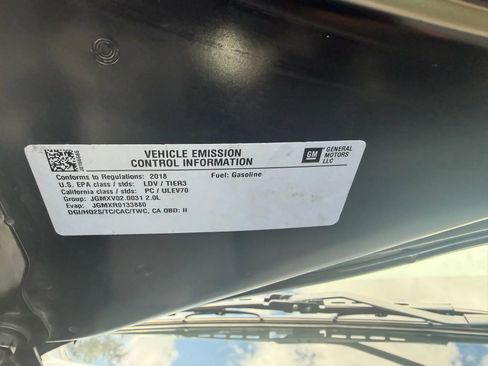 VEHICLE EMISSION
CONTROL INFORMATION
GM GENERAL MOTORS LLC
Conforms to Regulations: 2018 Fuel: Gasoline
U.S. EPA class / stds: LDV / TIER3
California class / stds: PC / ULEV70
Group: JGMXV02.0031 2.0L
Evap: JGMXR0133880
DGI/HO2S/TC/CAC/TWC, CA OBD: II